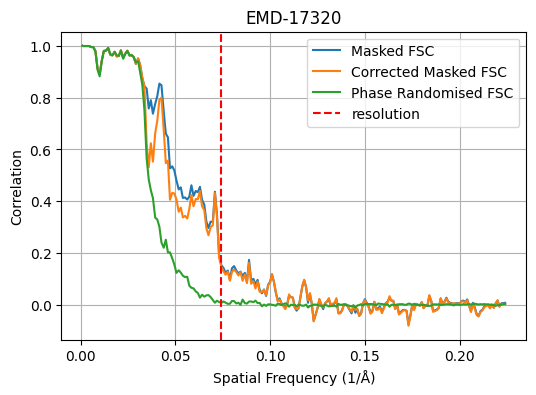 EMD-17320
Masked FSC
Corrected Masked FSC
Phase Randomised FSC
resolution
1.0
0.8
0.6
0.4
0.2
0.0
Correlation
0.00 0.05 0.10 0.15 0.20
Spatial Frequency (1/Å)